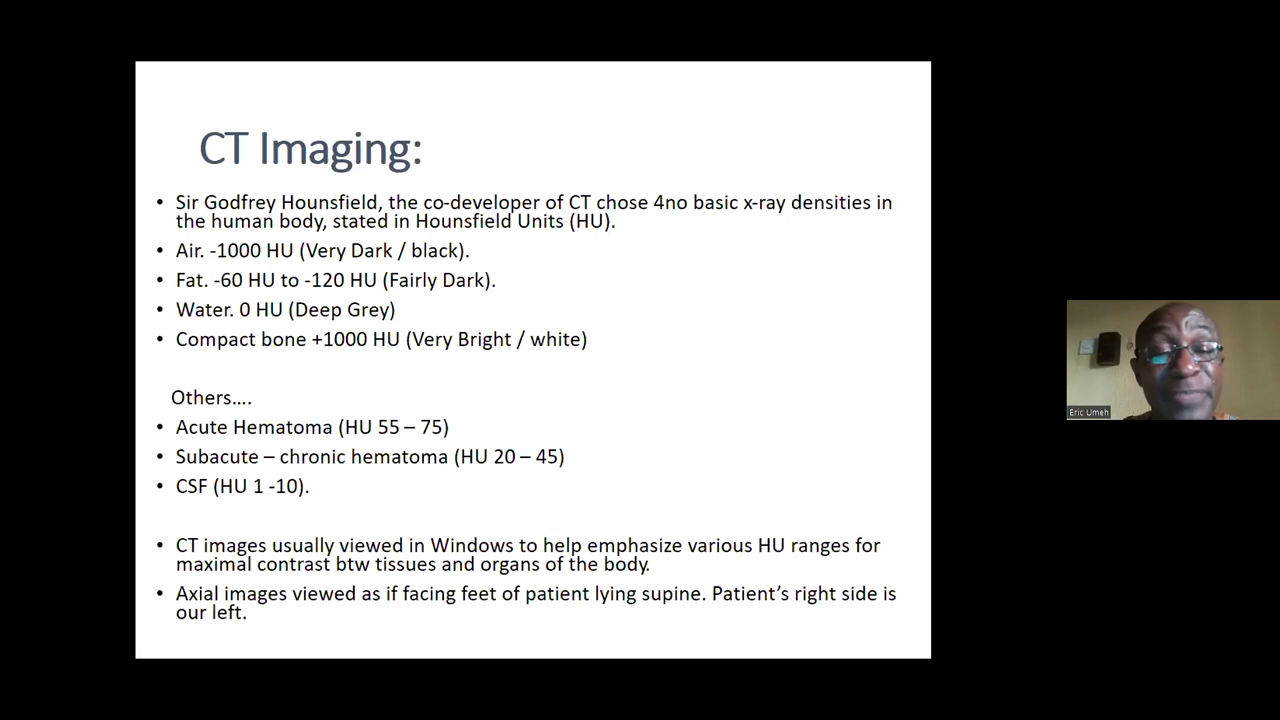 CT Imaging:
• Sir Godfrey Hounsfield, the co-developer of CT chose 4no basic x-ray densities in
the human body, stated in Hounsfield Units (HU).
• Air. -1000 HU (Very Dark / black).
• Fat. -60 HU to -120 HU (Fairly Dark).
• Water. 0 HU (Deep Grey)
• Compact bone +1000 HU (Very Bright / white)
Others….
• Acute Hematoma (HU 55 – 75)
• Subacute – chronic hematoma (HU 20 – 45)
• CSF (HU 1 -10).
• CT images usually viewed in Windows to help emphasize various HU ranges for
maximal contrast btw tissues and organs of the body.
• Axial images viewed as if facing feet of patient lying supine. Patient’s right side is
our left.
Eric Umeh